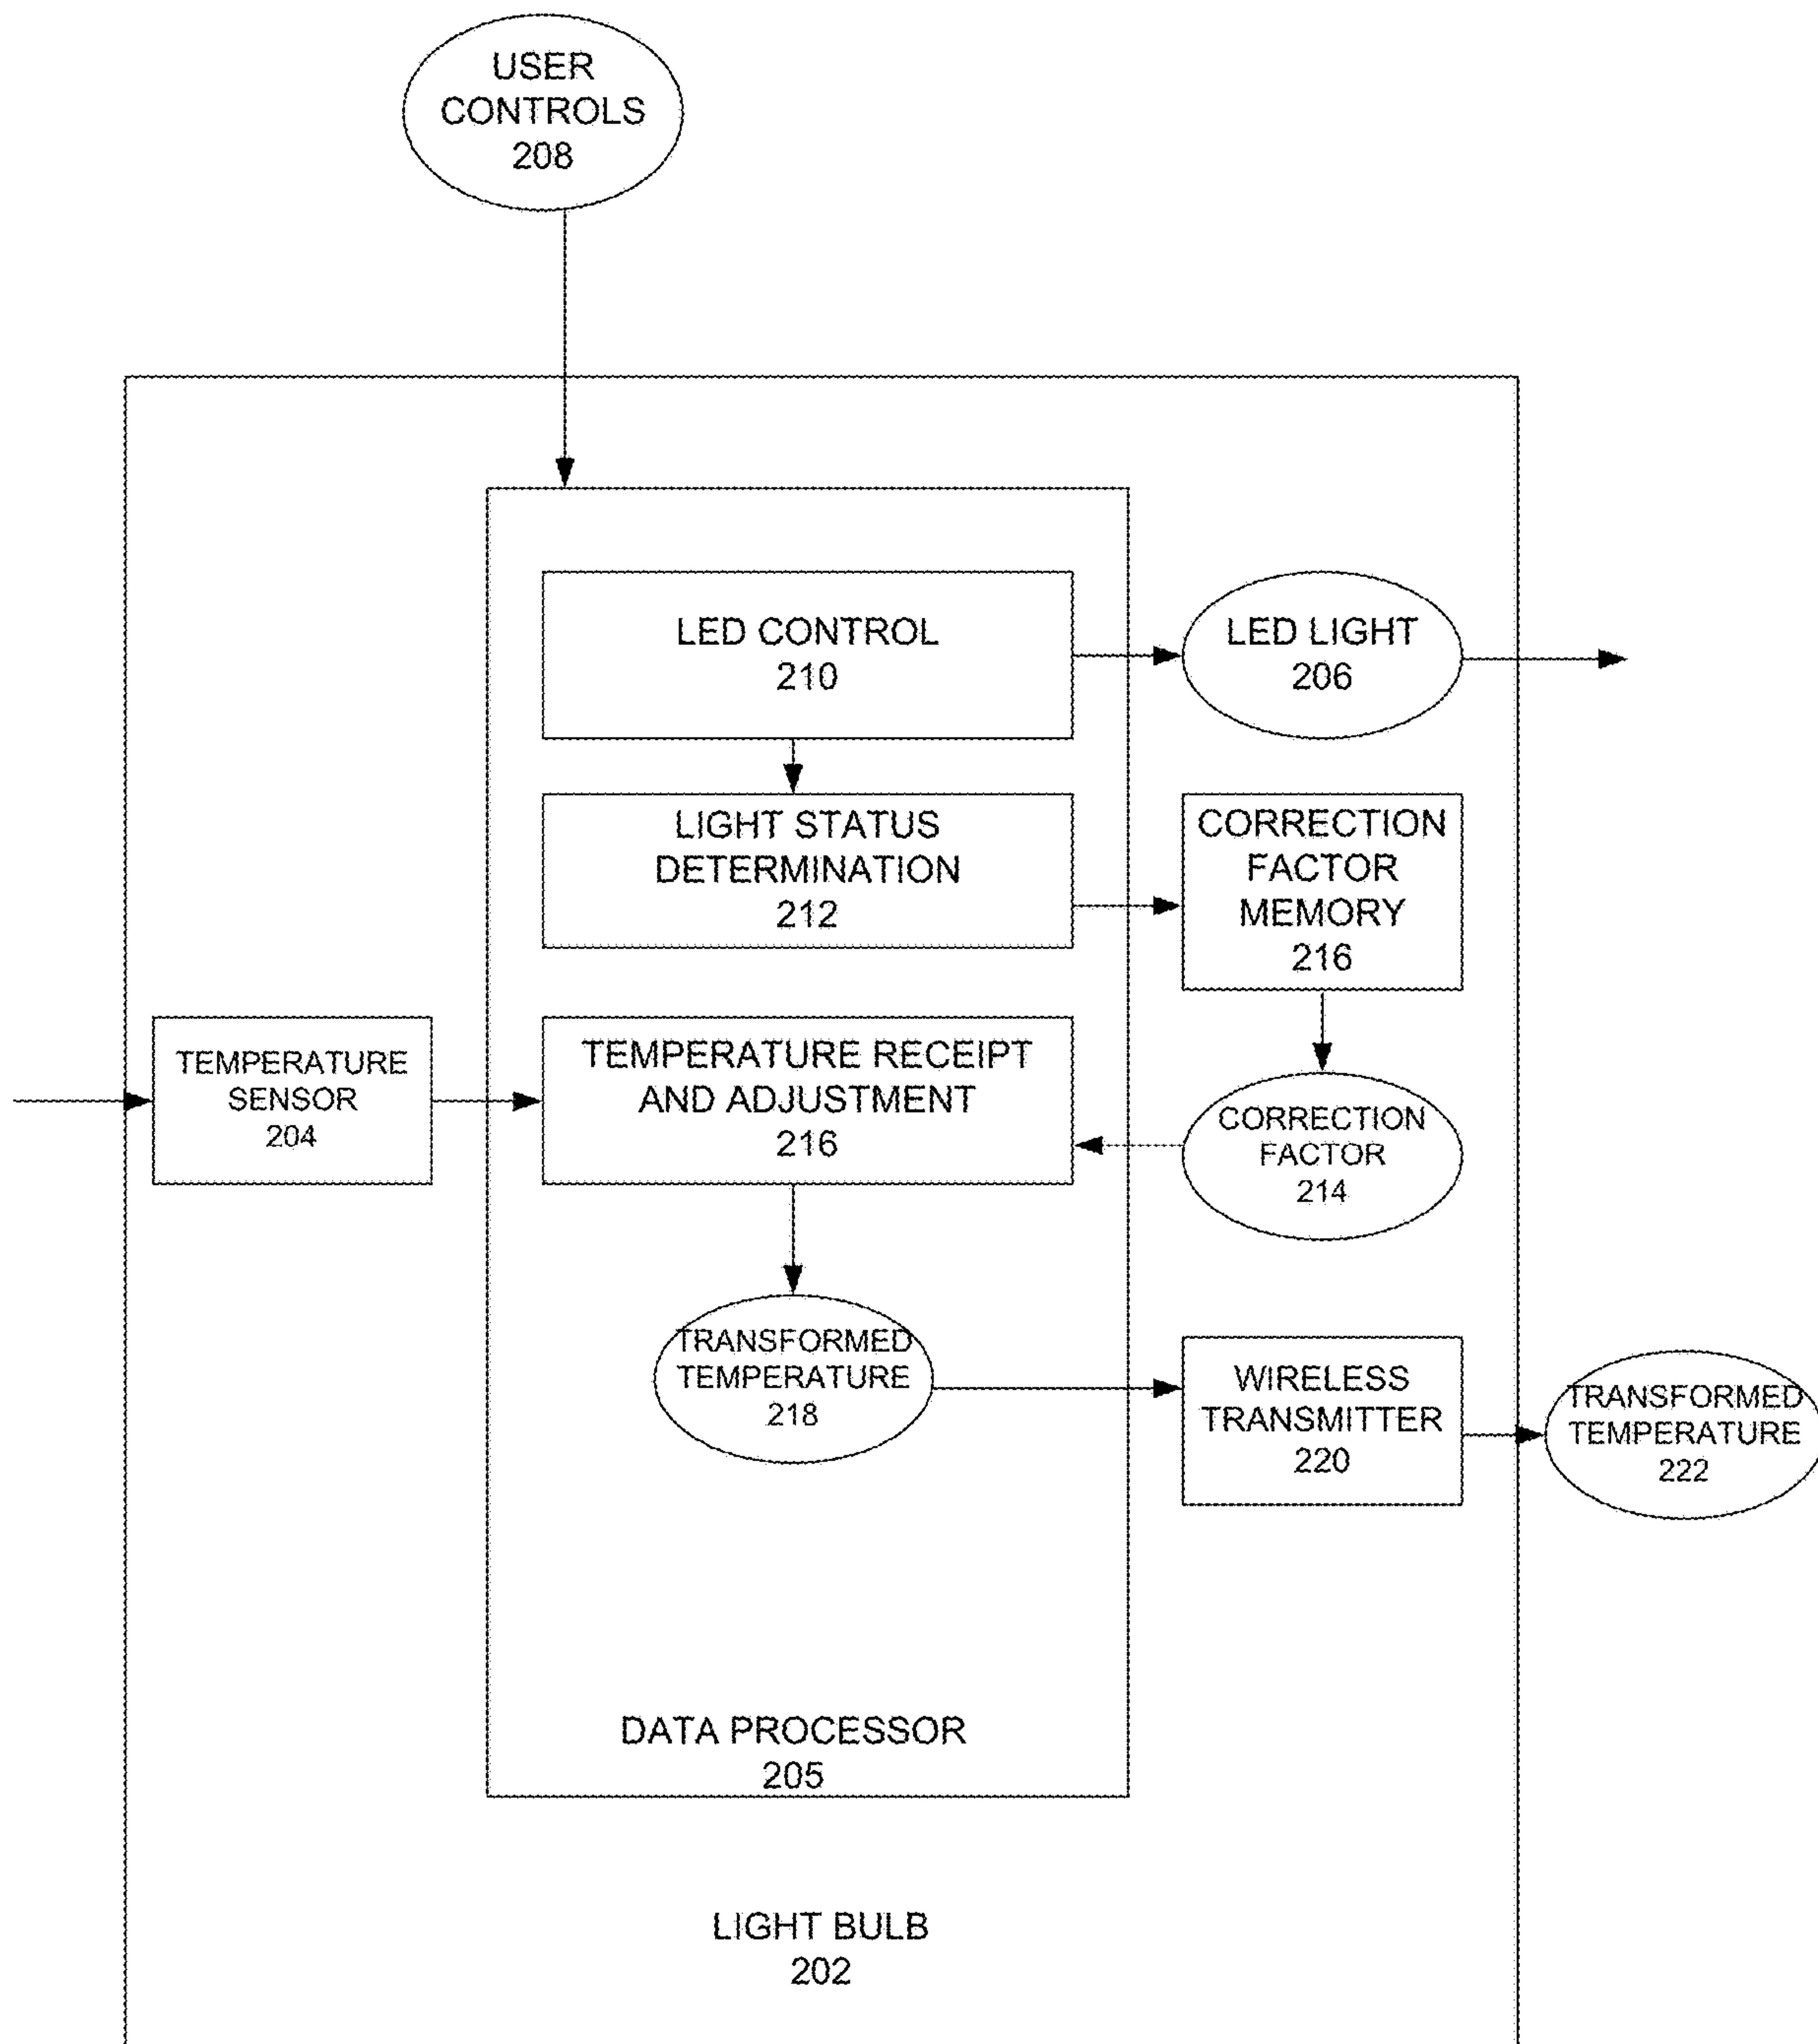 USER
CONTROLS
208
LED CONTROL
210
LED LIGHT
206
LIGHT STATUS
DETERMINATION
212
CORRECTION
FACTOR
MEMORY
216
TEMPERATURE
SENSOR
204
TEMPERATURE RECEIPT
AND ADJUSTMENT
216
CORRECTION
FACTOR
214
TRANSFORMED
TEMPERATURE
218
WIRELESS
TRANSMITTER
220
TRANSFORMED
TEMPERATURE
222
DATA PROCESSOR
205
LIGHT BULB
202